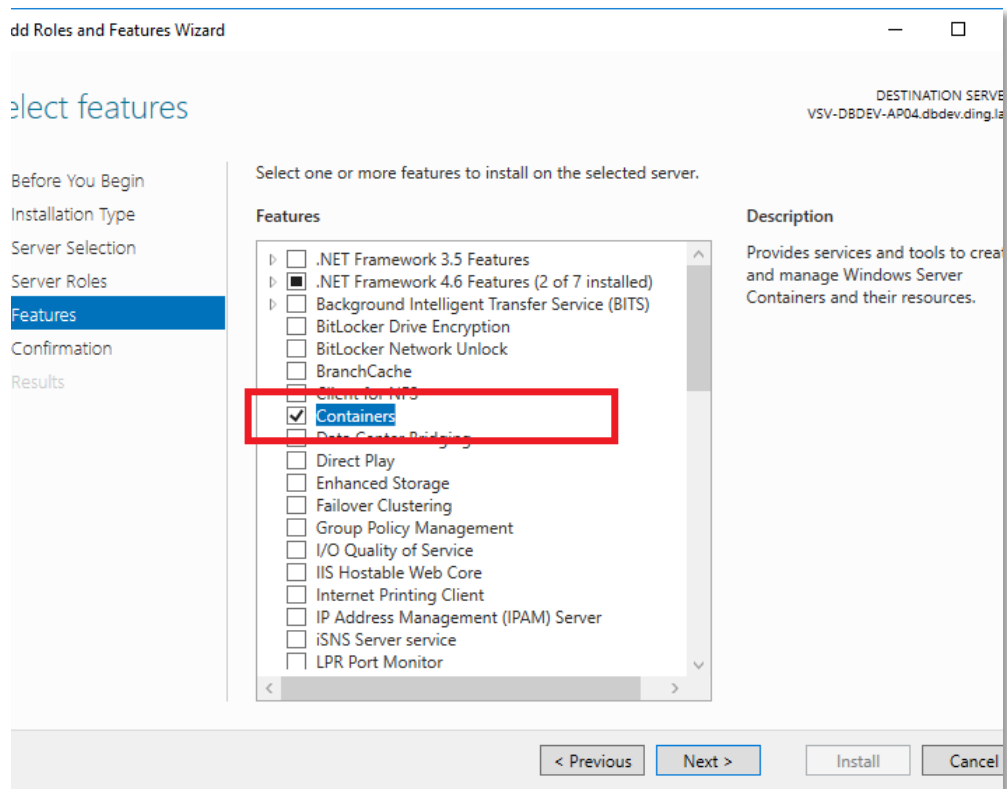 dd Roles and Features Wizard
elect features
DESTINATION SERVE
VSV-DBDEV-AP04.dbdev.ding.la
Before You Begin
Installation Type
Server Selection
Server Roles
Features
Confirmation
Results
Select one or more features to install on the selected server.
Features
.NET Framework 3.5 Features
.NET Framework 4.6 Features (2 of 7 installed)
Background Intelligent Transfer Service (BITS)
BitLocker Drive Encryption
BitLocker Network Unlock
BranchCache
Client for NFS
Containers
Data Center Bridging
Direct Play
Enhanced Storage
Failover Clustering
Group Policy Management
I/O Quality of Service
IIS Hostable Web Core
Internet Printing Client
IP Address Management (IPAM) Server
iSNS Server service
LPR Port Monitor
Description
Provides services and tools to creat
and manage Windows Server
Containers and their resources.
< Previous
Next >
Install
Cancel